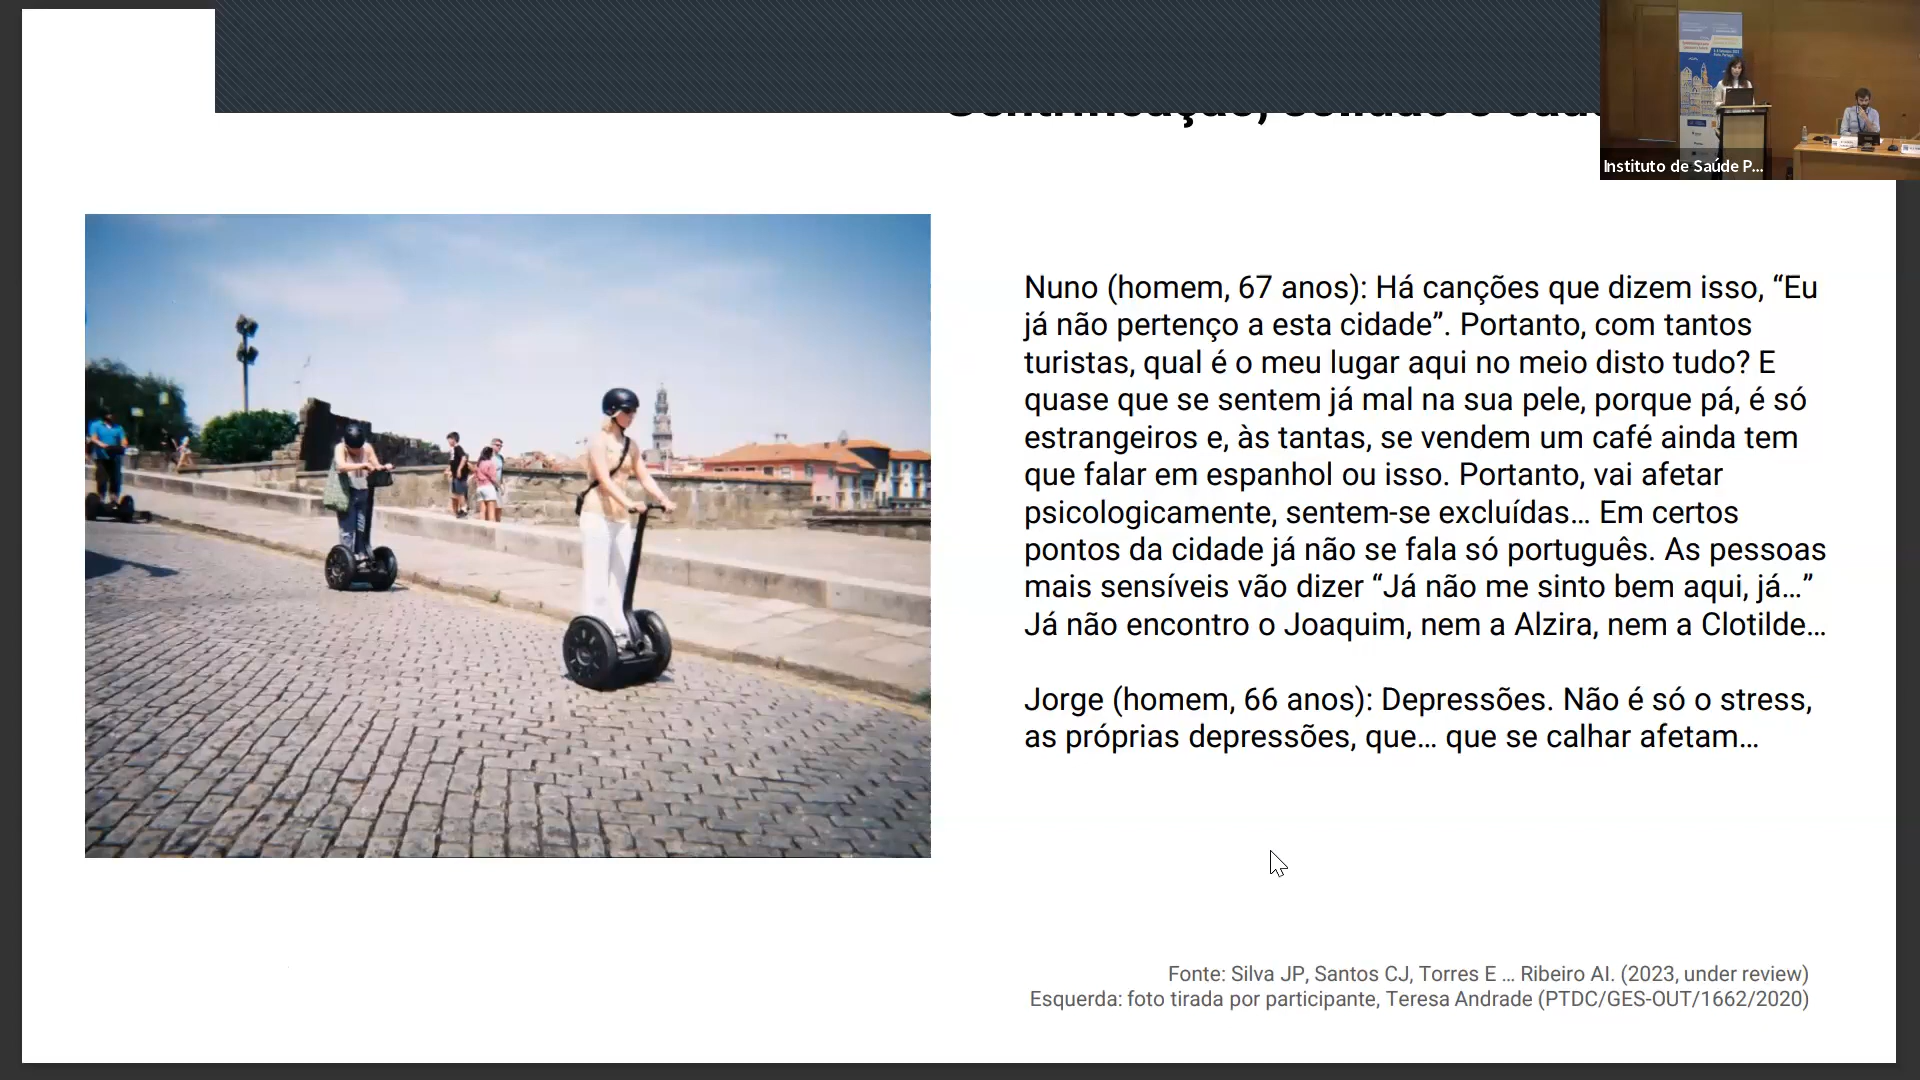 Instituto de Saúde P...
Nuno (homem, 67 anos): Há canções que dizem isso, “Eu
já não pertenço a esta cidade”. Portanto, com tantos
turistas, qual é o meu lugar aqui no meio disto tudo? E
quase que se sentem já mal na sua pele, porque pá, é só
estrangeiros e, às tantas, se vendem um café ainda tem
que falar em espanhol ou isso. Portanto, vai afetar
psicologicamente, sentem-se excluídas... Em certos
pontos da cidade já não se fala só português. As pessoas
mais sensíveis vão dizer “Já não me sinto bem aqui, já...”
Já não encontro o Joaquim, nem a Alzira, nem a Clotilde...
Jorge (homem, 66 anos): Depressões. Não é só o stress,
as próprias depressões, que... que se calhar afetam...
Fonte: Silva JP, Santos CJ, Torres E ... Ribeiro AI. (2023, under review)
Esquerda: foto tirada por participante, Teresa Andrade (PTDC/GES-OUT/1662/2020)